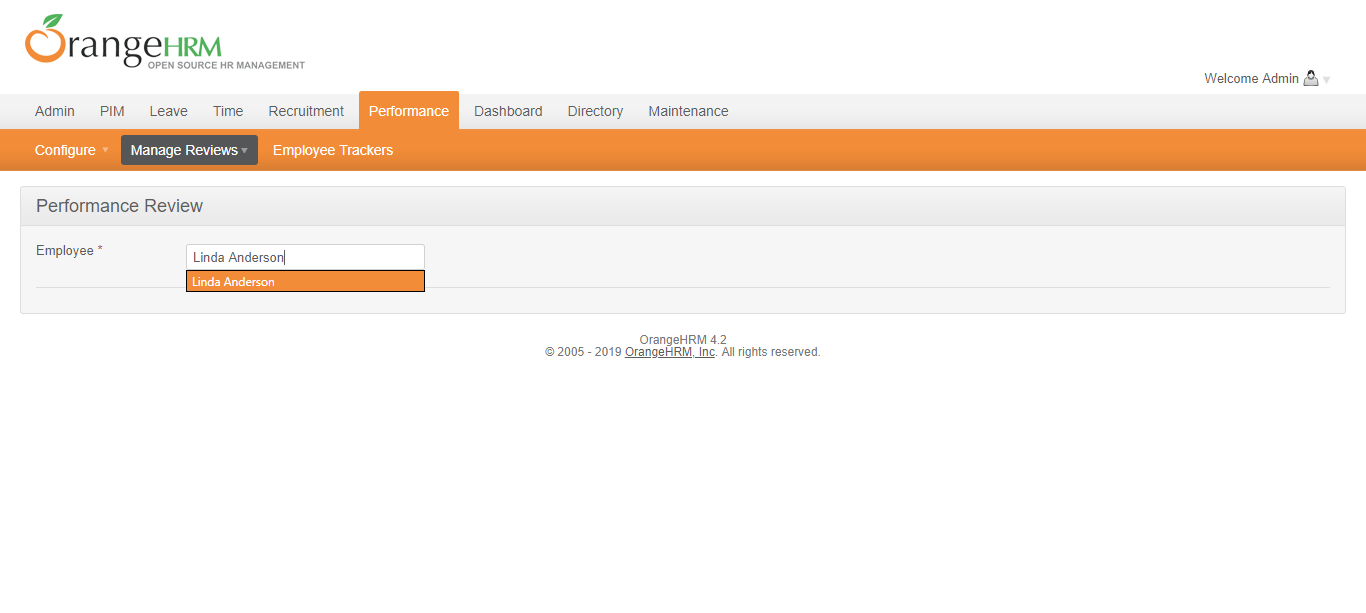 OrangeHRM
OPEN SOURCE HR MANAGEMENT
Welcome Admin
Admin PIM Leave Time Recruitment Performance Dashboard Directory Maintenance
Configure Manage Reviews Employee Trackers
Performance Review
Employee * Linda Anderson
Linda Anderson
OrangeHRM 4.2
© 2005 - 2019 OrangeHRM, Inc. All rights reserved.